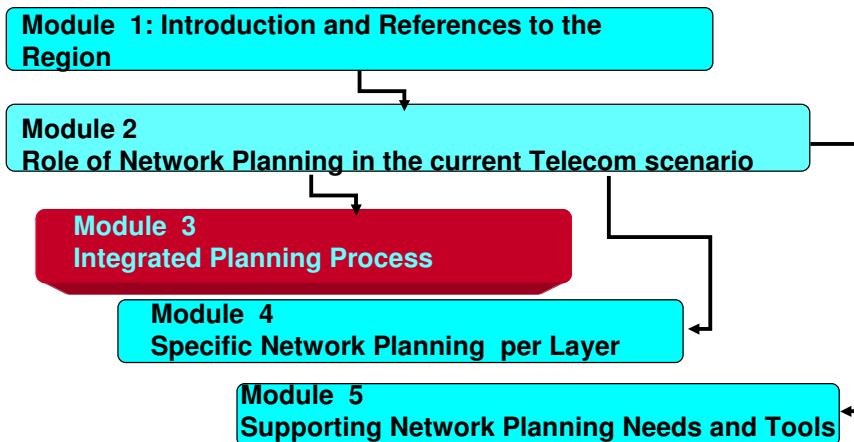 Module 1: Introduction and References to the
Region
Module 2
Role of Network Planning in the current Telecom scenario
Module 3
Integrated Planning Process
Module 4
Specific Network Planning per Layer
Module 5
Supporting Network Planning Needs and Tools